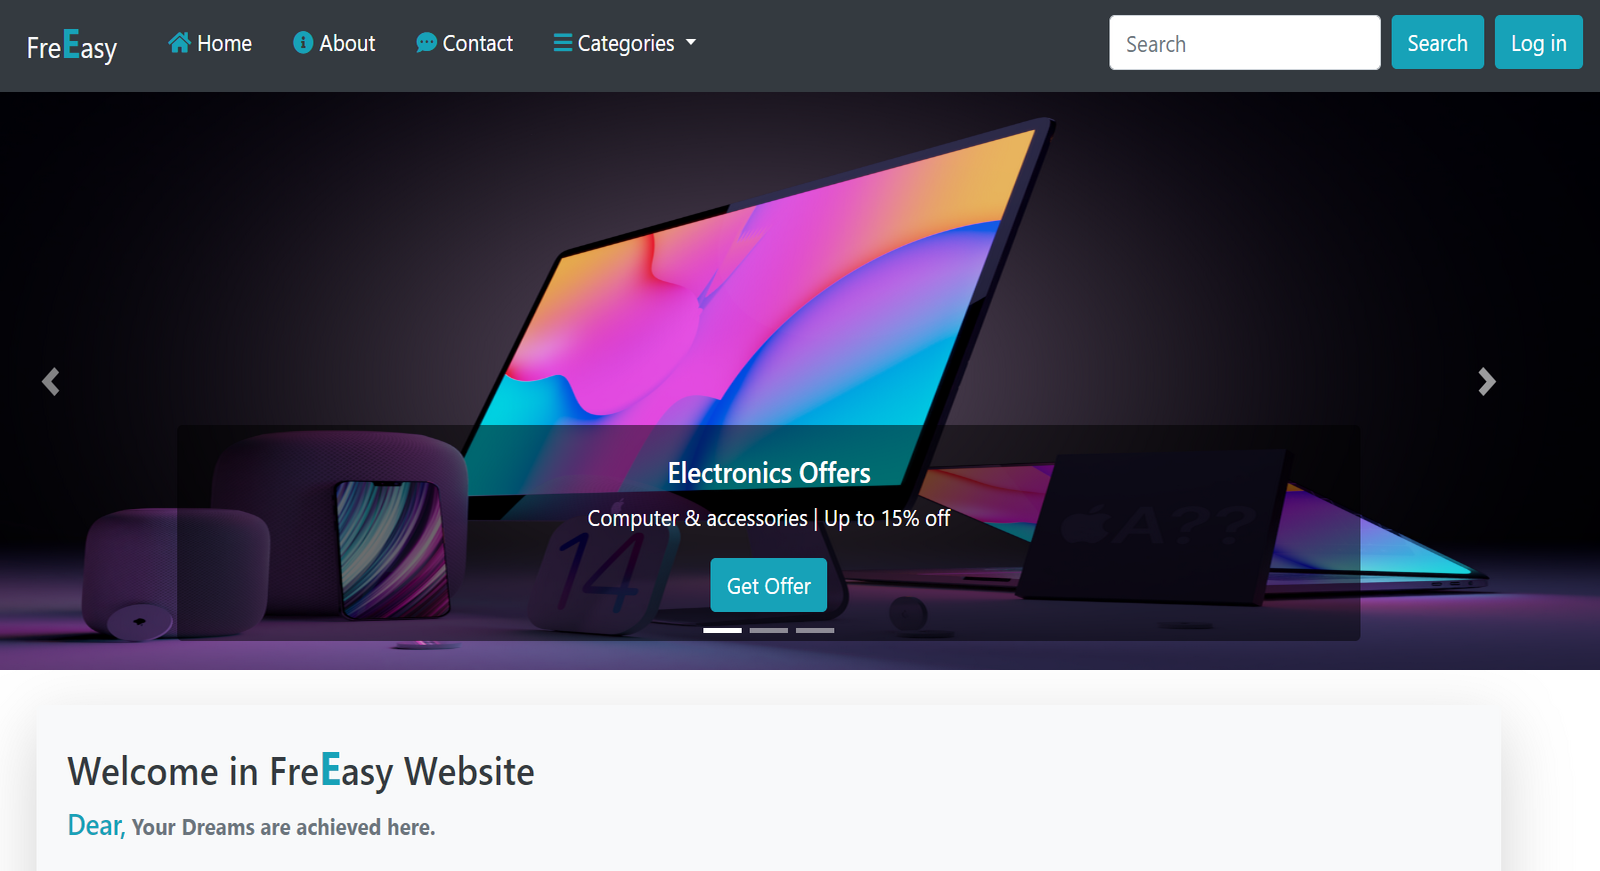 FreEasy
Home
About
Contact
Categories
Search
Search
Log in
Electronics Offers
Computer & accessories | Up to 15% off
14
A??
Get Offer
Welcome in FreEasy Website
Dear, Your Dreams are achieved here.